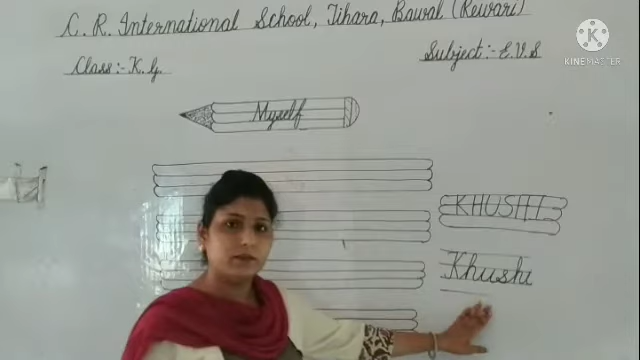 C. R. International School, Tihara, Bawal (Rewari)
Class:- K. G.
Subject:- E.V.S
Myself
KHUSHI
Khushi
KINEMASTER